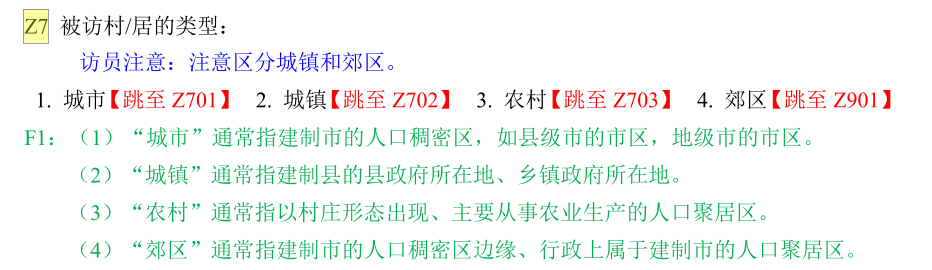 Z7 被访村/居的类型：
访员注意：注意区分城镇和郊区。
1. 城市【跳至 Z701】 2. 城镇【跳至 Z702】 3. 农村【跳至 Z703】 4. 郊区【跳至 Z901】
F1：（1）“城市”通常指建制市的人口稠密区，如县级市的市区，地级市的市区。
（2）“城镇”通常指建制县的县政府所在地、乡镇政府所在地。
（3）“农村”通常指以村庄形态出现、主要从事农业生产的人口聚居区。
（4）“郊区”通常指建制市的人口稠密区边缘、行政上属于建制市的人口聚居区。